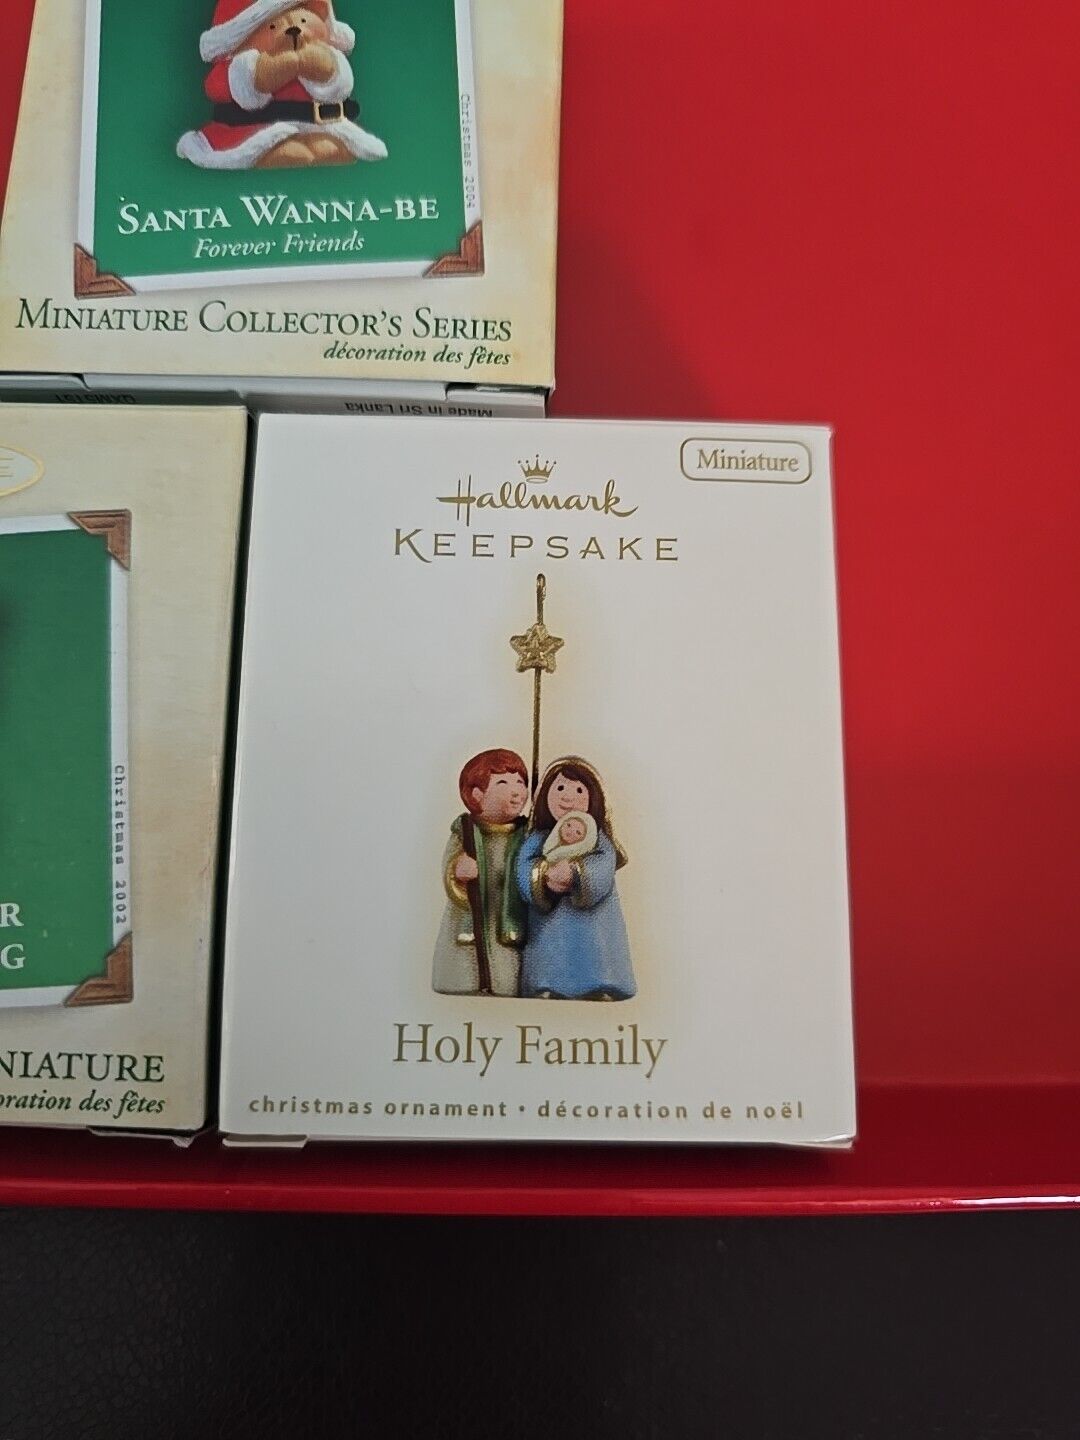 Christmas 2004
SANTA WANNA-BE
Forever Friends
MINIATURE COLLECTOR'S SERIES
décoration des fêtes
Made in Sri Lanka
Christmas 2002
R
G
NIATURE
oration des fêtes
Miniature
Hallmark
KEEPSAKE
Holy Family
christmas ornament • décoration de noël